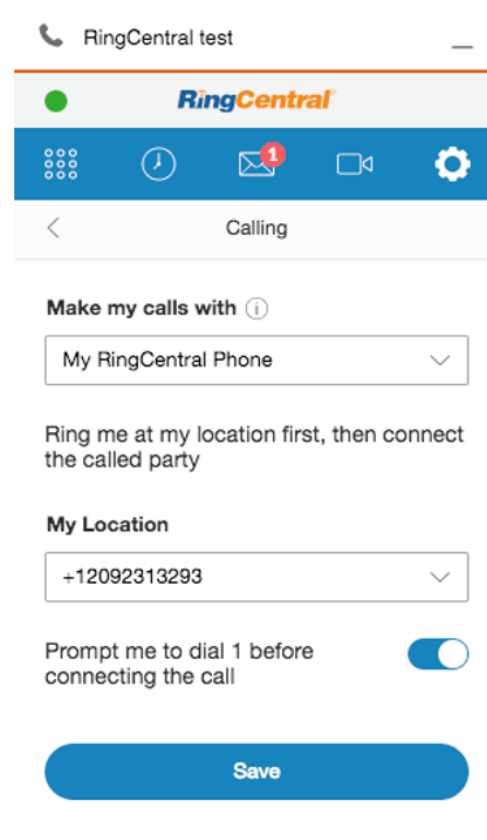 RingCentral test
RingCentral
1
Calling
Make my calls with
My RingCentral Phone
Ring me at my location first, then connect
the called party
My Location
+12092313293
Prompt me to dial 1 before
connecting the call
Save